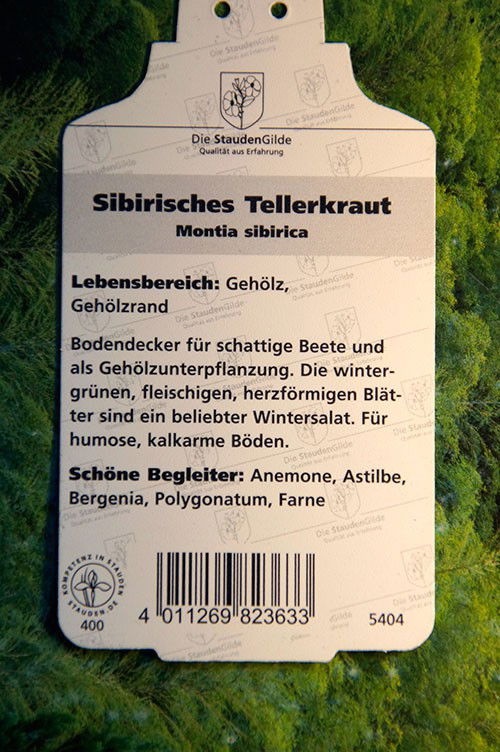 Die StaudenGilde
Qualität aus Erfahrung
Sibirisches Tellerkraut
Montia sibirica
Lebensbereich: Gehölz,
Gehölzrand
Bodendecker für schattige Beete und
als Gehölzunterpflanzung. Die winter-
grünen, fleischigen, herzförmigen Blät-
ter sind ein beliebter Wintersalat. Für
humose, kalkarme Böden.
Schöne Begleiter: Anemone, Astilbe,
Bergenia, Polygonatum, Farne
KOMPETENZ IN STAUDEN
STAUDEN.DE
400
4 011269 823633
5404